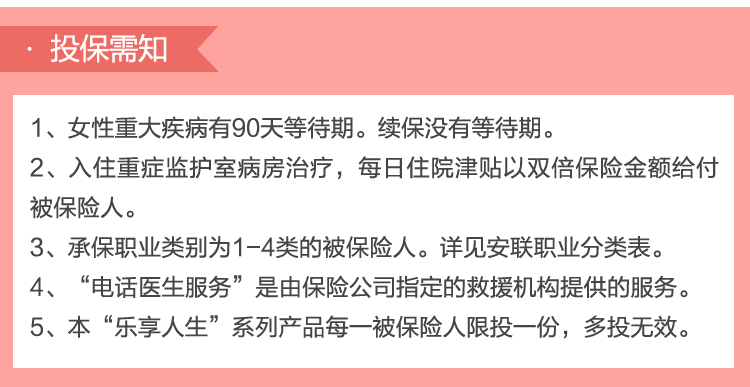 · 投保需知
1、女性重大疾病有90天等待期。续保没有等待期。
2、入住重症监护室病房治疗，每日住院津贴以双倍保险金额给付
被保险人。
3、承保职业类别为1-4类的被保险人。详见安联职业分类表。
4、“电话医生服务”是由保险公司指定的救援机构提供的服务。
5、本“乐享人生”系列产品每一被保险人限投一份，多投无效。